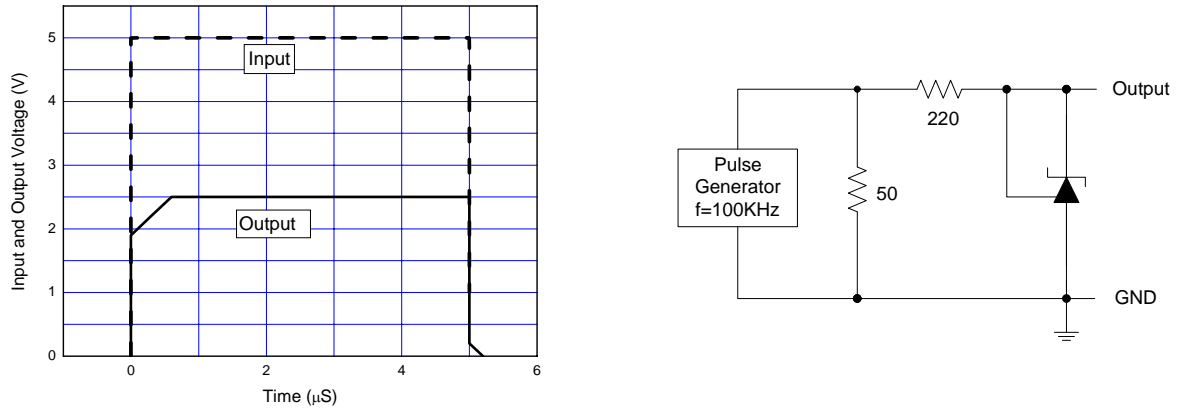 Input and Output Voltage (V)
5
4
3
2
1
0
Input
Output
0
2
4
6
Time (μS)
Output
220
Pulse
Generator
f=100KHz
50
GND